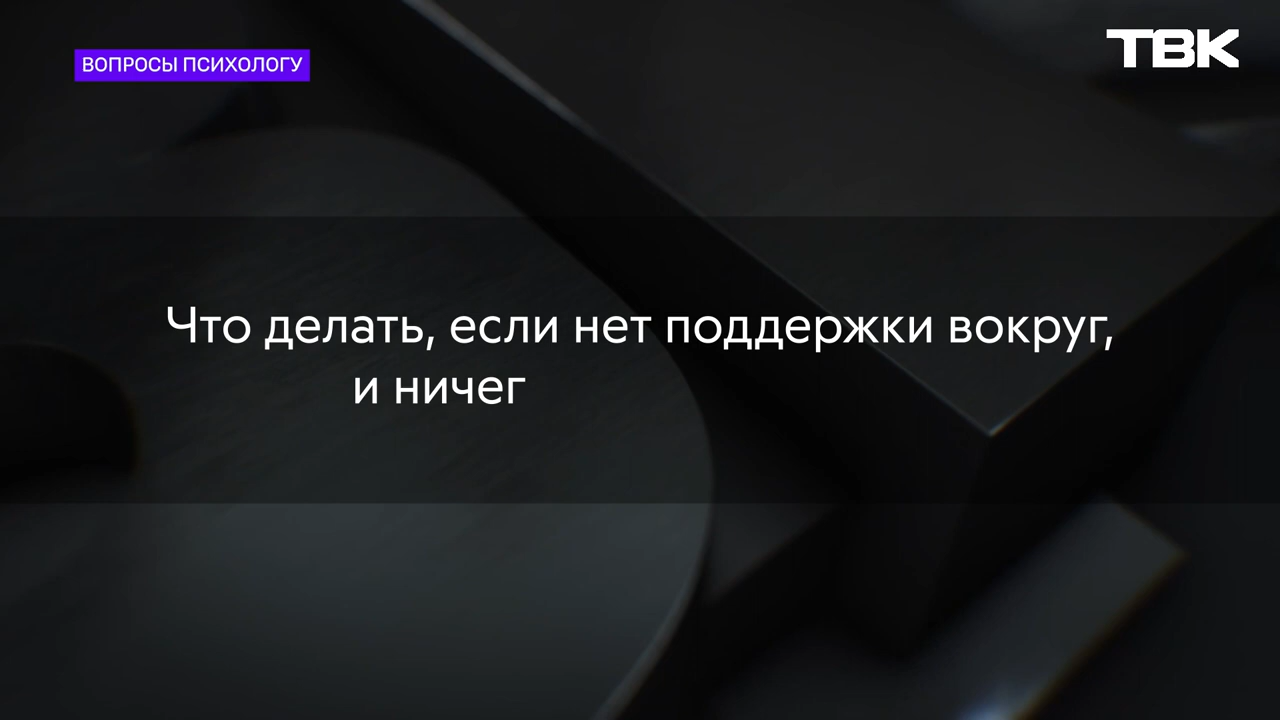 ВОПРОСЫ ПСИХОЛОГУ
ТВК
Что делать, если нет поддержки вокруг,
и ничег